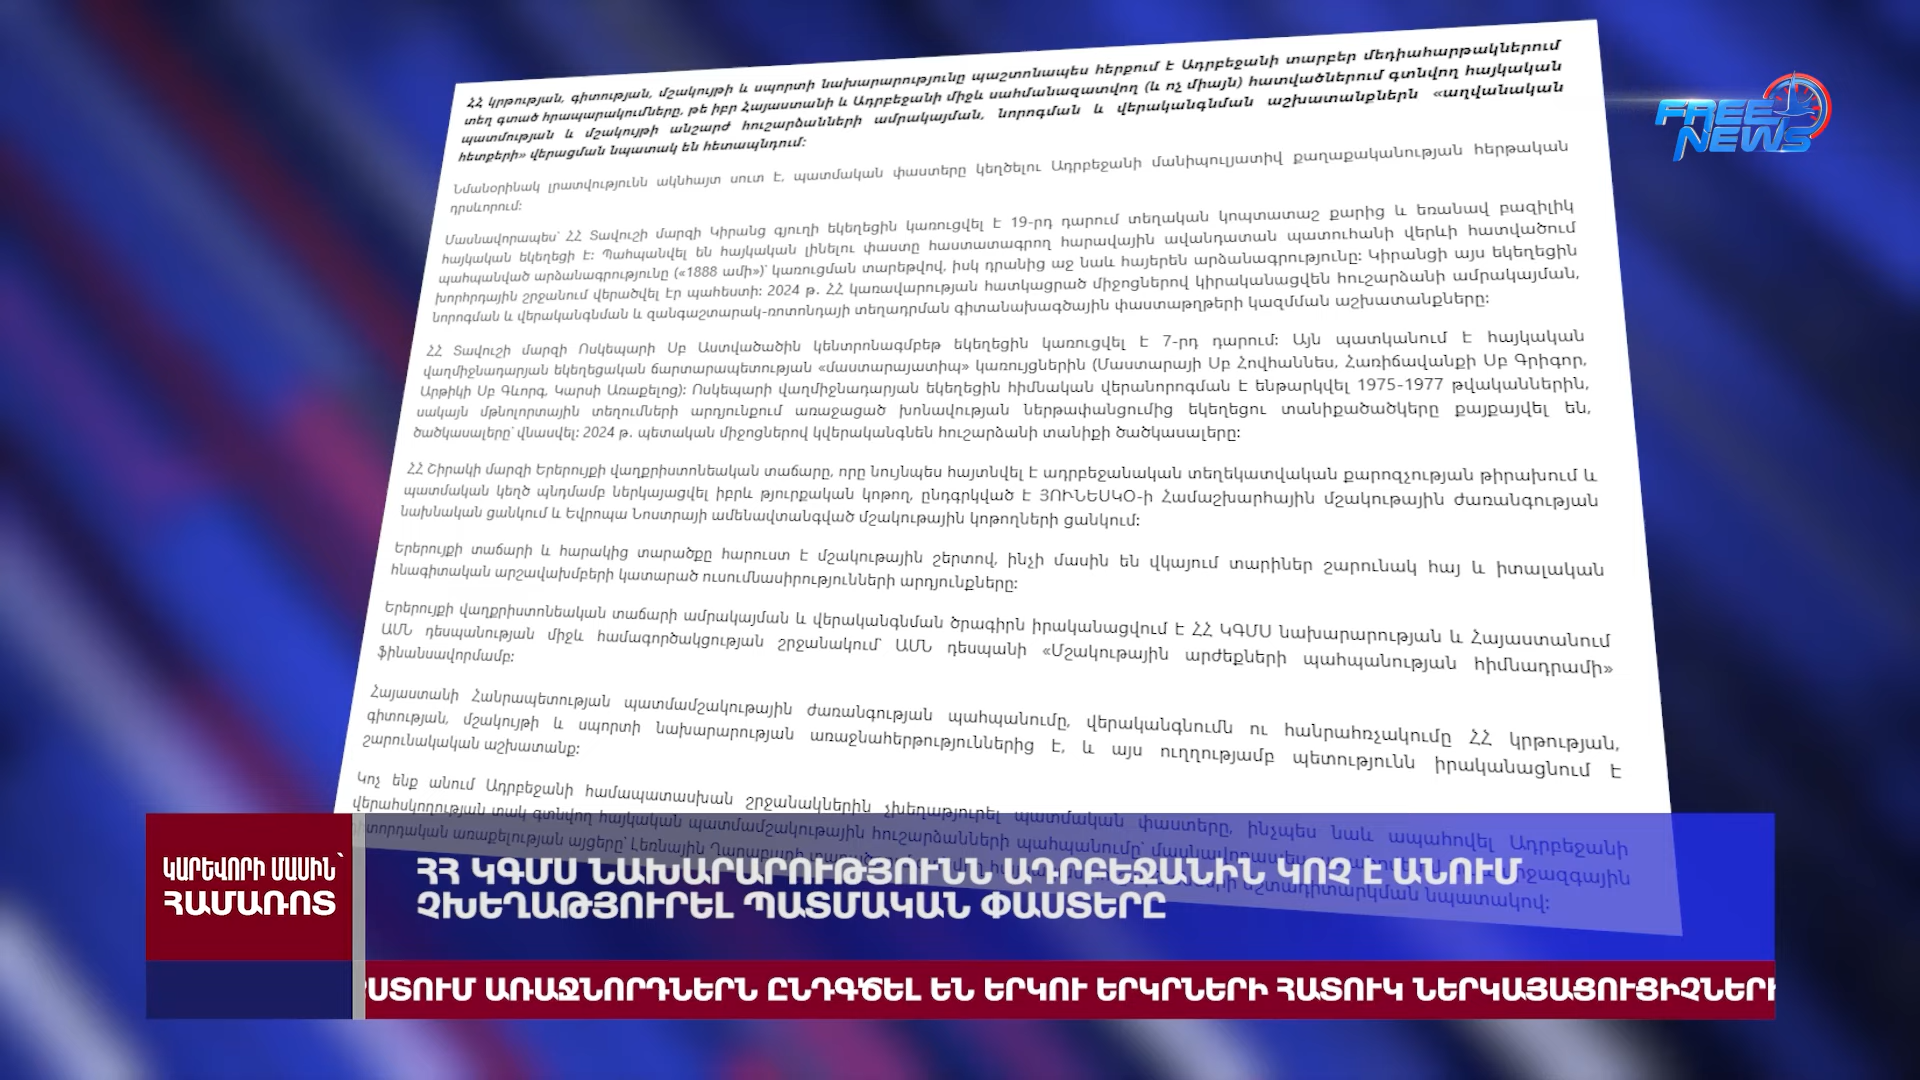 ՀՀ կրթության, գիտության, մշակույթի և սպորտի նախարարությունը պաշտոնապես հերքում է Ադրբեջանի տարբեր մեդիահարթակներում
տեղ գտած հրապարակումները, թե իբր Հայաստանի և Ադրբեջանի միջև սահմանազատվող (և ոչ միայն) հատվածներում գտնվող հայկական
պատմության և մշակույթի անշարժ հուշարձանների ամրակայման, նորոգման և վերականգնման աշխատանքներն «աղվանական
հետքերի» վերացման նպատակ են հետապնդում:
FREE
NEWS
Նմանօրինակ լրատվությունն ակնհայտ սուտ է, պատմական փաստերը կեղծելու Ադրբեջանի մանիպուլյատիվ քաղաքականության հերթական
դրսևորում:
Մասնավորապես՝ ՀՀ Տավուշի մարզի Կիրանց գյուղի եկեղեցին կառուցվել է 19-րդ դարում տեղական կոպտատաշ քարից և եռանավ բազիլիկ
հայկական եկեղեցի է: Պահպանվել են հայկական լինելու փաստը հաստատագրող հարավային ավանդատան պատուհանի վերևի հատվածում
պահպանված արձանագրությունը («1888 ամի»)՝ կառուցման տարեթվով, իսկ դրանից աջ նաև հայերեն արձանագրությունը: Կիրանցի այս եկեղեցին
խորհրդային շրջանում վերածվել էր պահեստի: 2024 թ. ՀՀ կառավարության հատկացրած միջոցներով կիրականացվեն հուշարձանի ամրակայման,
նորոգման և վերականգնման և զանգաշտարակ-ռոտոնդայի տեղադրման գիտանախագծային փաստաթղթերի կազմման աշխատանքները:
ՀՀ Տավուշի մարզի Ոսկեպարի Սբ Աստվածածին կենտրոնագմբեթ եկեղեցին կառուցվել է 7-րդ դարում: Այն պատկանում է հայկական
վաղմիջնադարյան եկեղեցական ճարտարապետության «մաստարայատիպ» կառույցներին (Մաստարայի Սբ Հովհաննես, Հառիճավանքի Սբ Գրիգոր,
Արթիկի Սբ Գևորգ, Կարսի Առաքելոց): Ոսկեպարի վաղմիջնադարյան եկեղեցին հիմնական վերանորոգման է ենթարկվել 1975-1977 թվականներին,
սակայն մթնոլորտային տեղումների արդյունքում առաջացած խոնավության ներթափանցումից եկեղեցու տանիքածածկերը քայքայվել են,
ծածկասալերը՝ վնասվել: 2024 թ. պետական միջոցներով կվերականգնեն հուշարձանի տանիքի ծածկասալերը:
ՀՀ Շիրակի մարզի Երերույքի վաղքրիստոնեական տաճարը, որը նույնպես հայտնվել է ադրբեջանական տեղեկատվական քարոզչության թիրախում և
պատմական կեղծ պնդմամբ ներկայացվել իբրև թյուրքական կոթող, ընդգրկված է ՅՈՒՆԵՍԿՕ-ի Համաշխարհային մշակութային ժառանգության
նախնական ցանկում և Եվրոպա Նոստրայի ամենավտանգված մշակութային կոթողների ցանկում:
Երերույքի տաճարի և հարակից տարածքը հարուստ է մշակութային շերտով, ինչի մասին են վկայում տարիներ շարունակ հայ և իտալական
հնագիտական արշավախմբերի կատարած ուսումնասիրությունների արդյունքները:
Երերույքի վաղքրիստոնեական տաճարի ամրակայման և վերականգնման ծրագիրն իրականացվում է ՀՀ ԿԳՄՍ նախարարության և Հայաստանում
ԱՄՆ դեսպանության միջև համագործակցության շրջանակում՝ ԱՄՆ դեսպանի «Մշակութային արժեքների պահպանության հիմնադրամի»
ֆինանսավորմամբ:
Հայաստանի Հանրապետության պատմամշակութային ժառանգության պահպանումը, վերականգնումն ու հանրահռչակումը ՀՀ կրթության,
գիտության, մշակույթի և սպորտի նախարարության առաջնահերթություններից է, և այս ուղղությամբ պետությունն իրականացնում է
շարունակական աշխատանք:
Կոչ ենք անում Ադրբեջանի համապատասխան շրջանակներին չխեղաթյուրել պատմական փաստերը, ինչպես նաև ապահովել Ադրբեջանի
վերահսկողության տակ գտնվող հայկական պատմամշակութային հուշարձանների պահպանումը՝ միջազգային
դիտորդական առաքելության այցերը՝ Լեռնային Ղարաբաղի մշտադիտարկման նպատակով:
ԿԱՐԵՎՈՐԻ ՄԱՍԻՆ՝
ՀԱՄԱՌՈՏ
ՀՀ ԿԳՄՍ ՆԱԽԱՐԱՐՈՒԹՅՈՒՆՆ ԱԴՐԲԵՋԱՆԻՆ ԿՈՉ Է ԱՆՈՒՄ
ՉԽԵՂԱԹՅՈՒՐԵԼ ՊԱՏՄԱԿԱՆ ՓԱՍՏԵՐԸ
ՍՏՈՒՄ ԱՌԱՋՆՈՐԴՆԵՐՆ ԸՆԴԳԾԵԼ ԵՆ ԵՐԿՈՒ ԵՐԿՐՆԵՐԻ ՀԱՏՈՒԿ ՆԵՐԿԱՅԱՑՈՒՑԻՉՆԵՐԻ